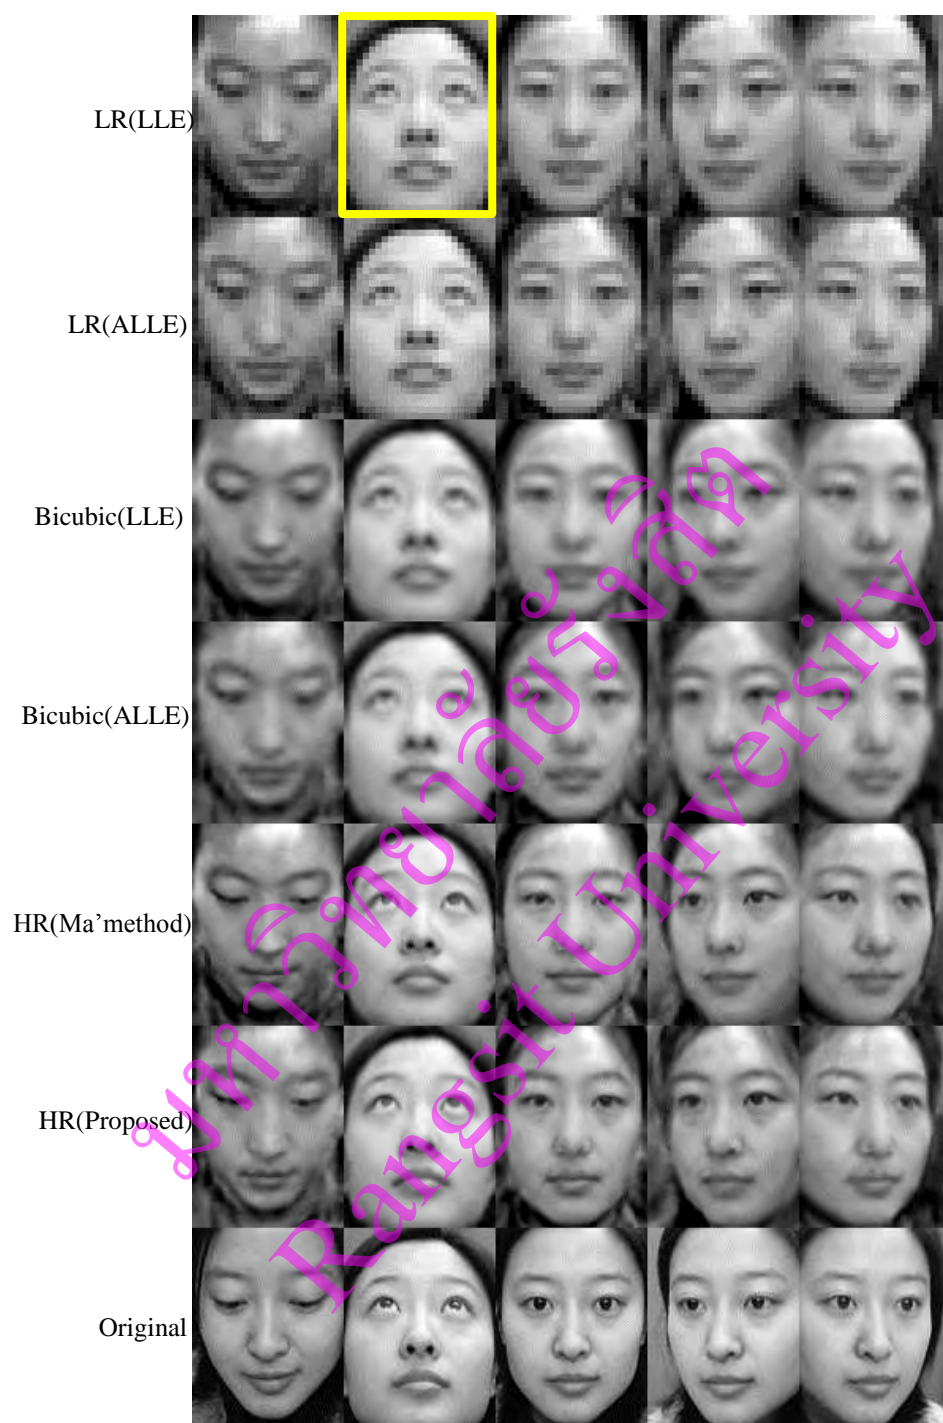 LR(LLE)
LR(ALLE)
Bicubic(LLE)
Bicubic(ALLE)
HR(Ma’method)
HR(Proposed)
Original
มหาวิทยาลัยรังสิต
Rangsit University